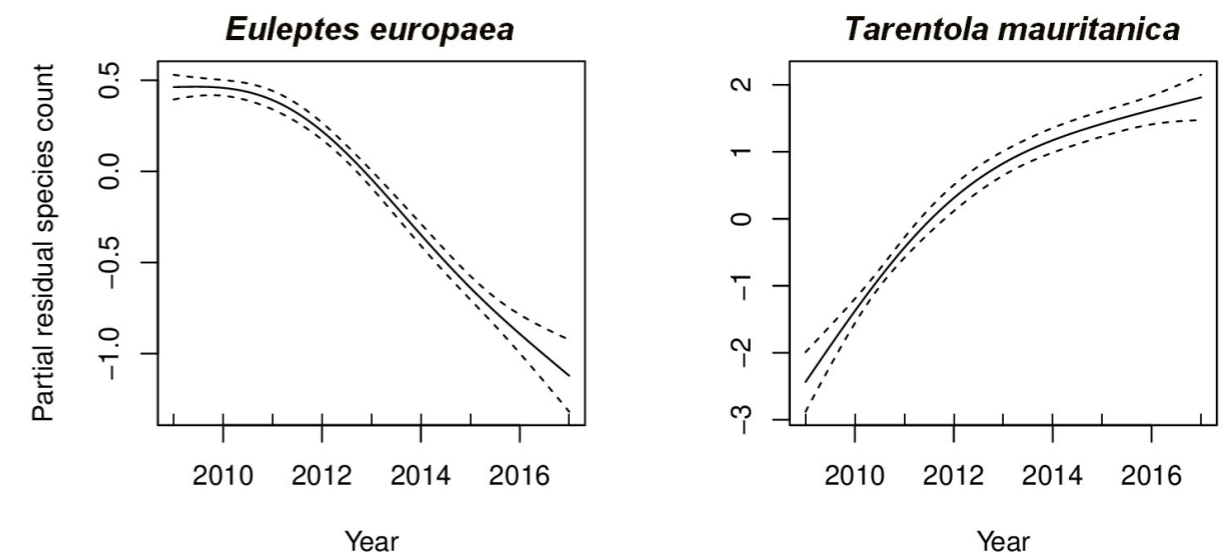 Euleptes europaea
Partial residual species count
0.5
0.0
−0.5
−1.0
2010 2012 2014 2016
Year
Tarentola mauritanica
2
1
0
−1
−2
−3
2010 2012 2014 2016
Year